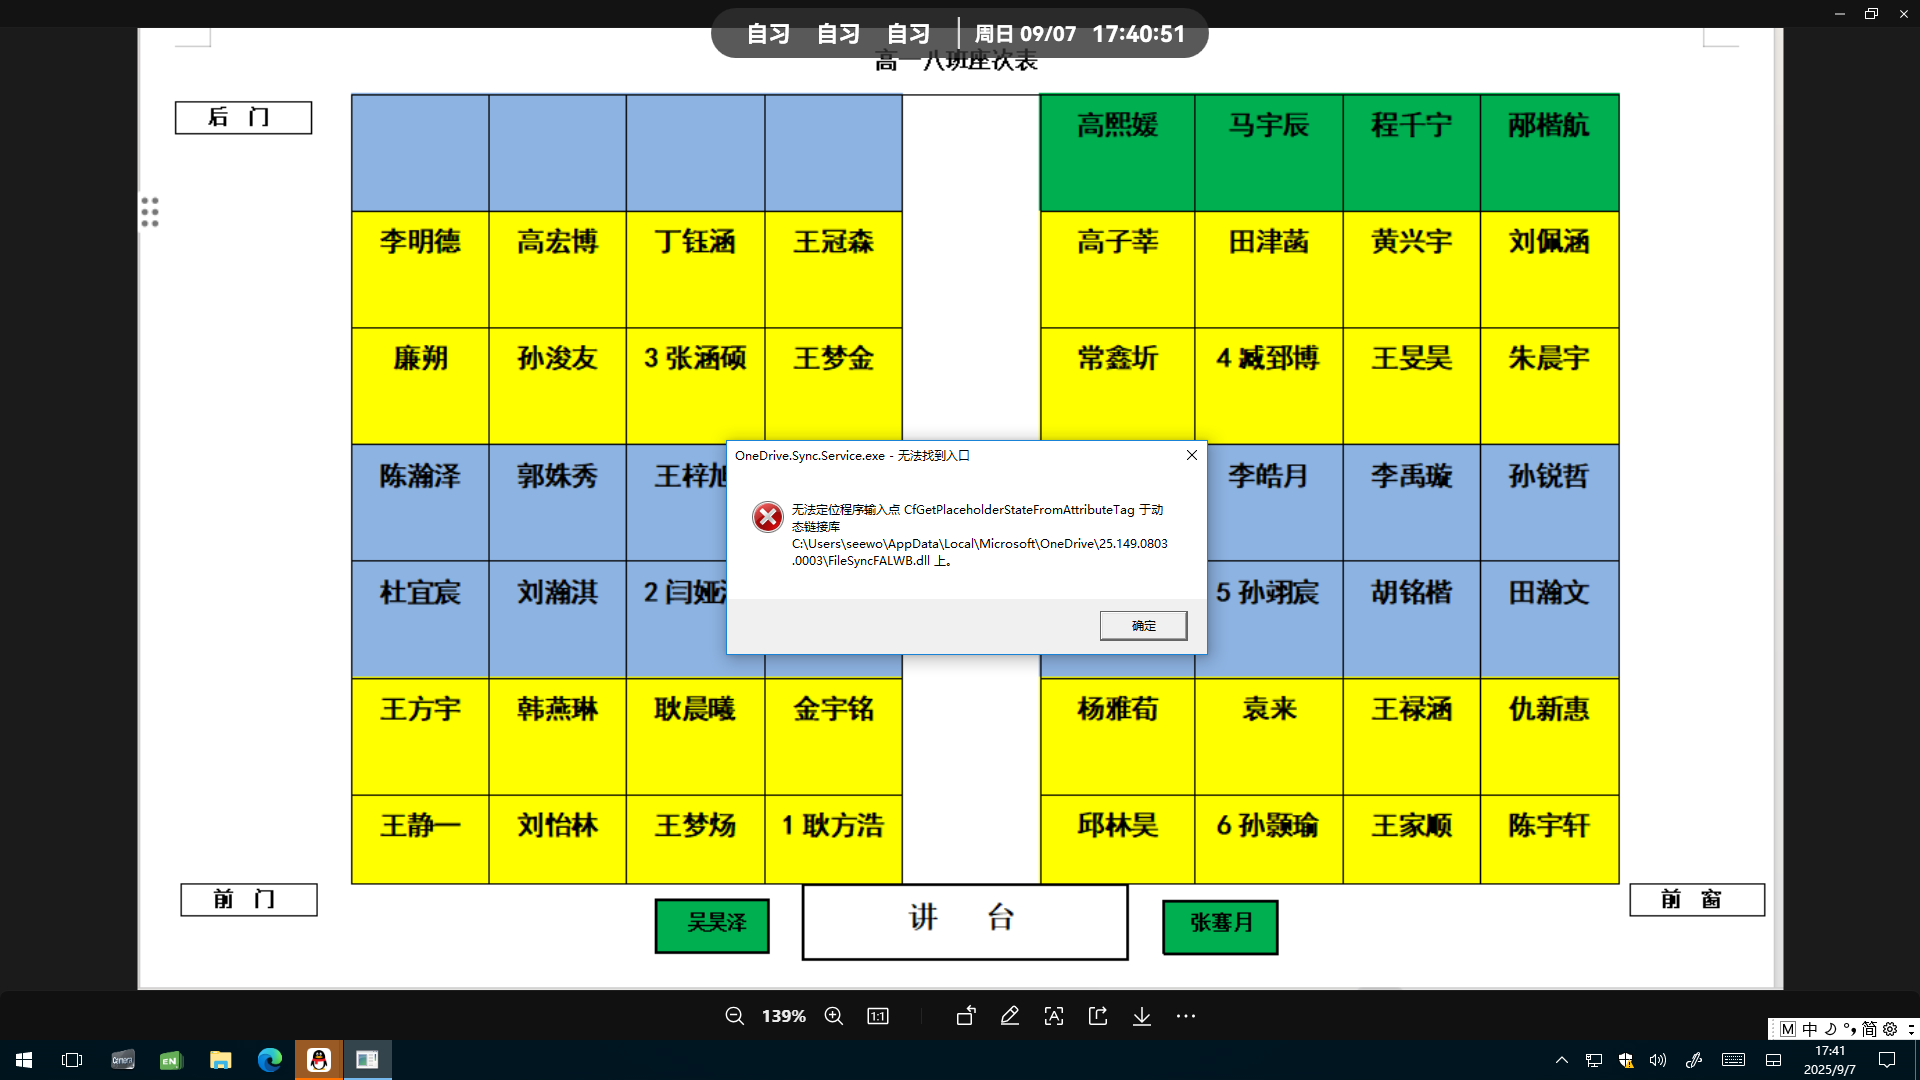 自习 自习 自习 周日 09/07 17:40:51
高一八班座次表
后 门
高熙媛 马宇辰 程千宁 邴楷航
李明德 高宏博 丁钰涵 王冠森 高子莘 田津菡 黄兴宇 刘佩涵
廉朔 孙浚友 3 张涵硕 王梦金 常鑫圻 4 臧郅博 王旻昊 朱晨宇
陈瀚泽 郭姝秀 王梓旭 李皓月 李禹璇 孙锐哲
杜宜宸 刘瀚淇 2 闫娅 5 孙翊宸 胡铭楷 田瀚文
王方宇 韩燕琳 耿晨曦 金宇铭 杨雅荀 袁来 王禄涵 仇新惠
王静一 刘怡林 王梦炀 1 耿方浩 邱林昊 6 孙颢瑜 王家顺 陈宇轩
前 门
前 窗
吴昊泽 讲 台 张骞月
OneDrive.Sync.Service.exe - 无法找到入口
无法定位程序输入点 CfGetPlaceholderStateFromAttributeTag 于动
态链接库
C:\Users\seewo\AppData\Local\Microsoft\OneDrive\25.149.0803
.0003\FileSyncFALWB.dll 上。
确定
139% 1:1
M 中 简
EN
17:41
2025/9/7